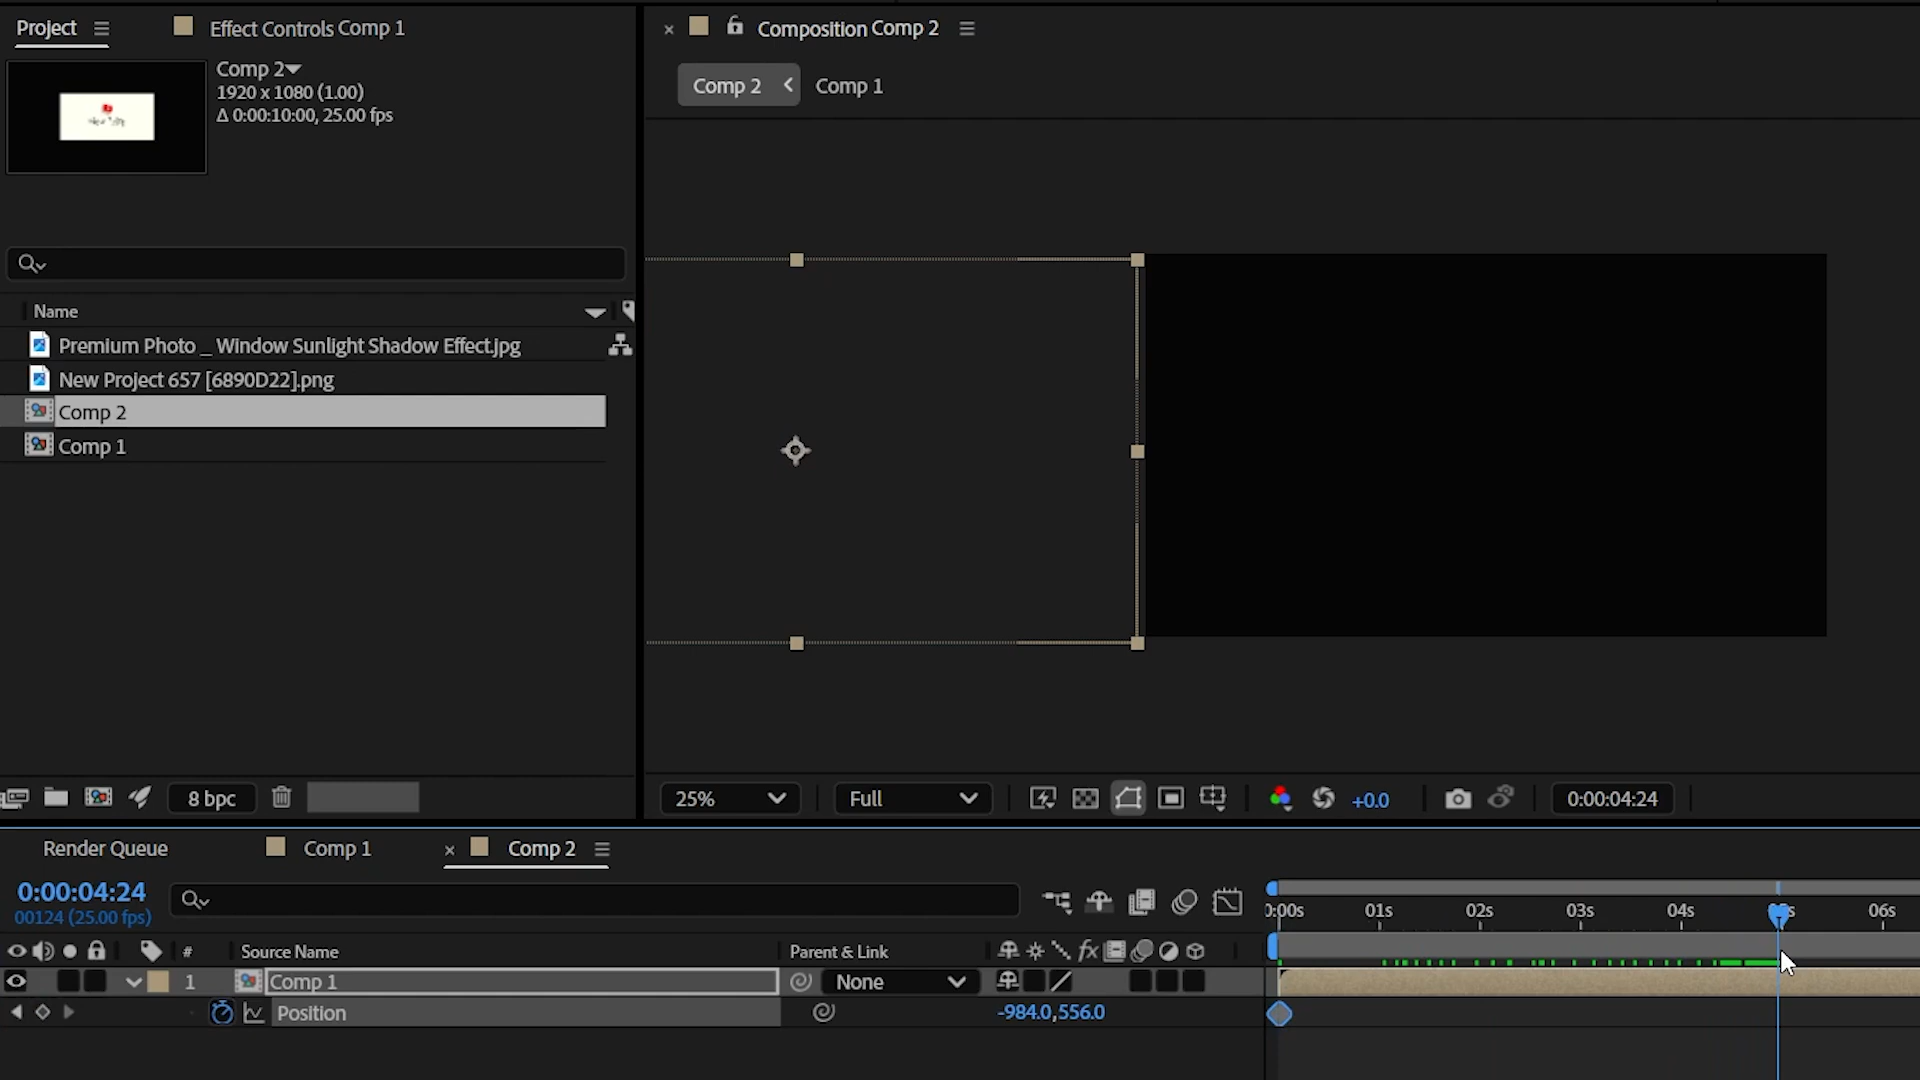 Project
Effect Controls Comp 1
Comp 2
1920 x 1080 (1.00)
Δ 0:00:10:00, 25.00 fps
Composition Comp 2
Comp 2
Comp 1
Name
Premium Photo _ Window Sunlight Shadow Effect.jpg
New Project 657 [6890D22].png
Comp 2
Comp 1
8 bpc
25%
Full
+0.0
0:00:04:24
Render Queue
Comp 1
Comp 2
0:00:04:24
00124 (25.00 fps)
0:00s 01s 02s 03s 04s 06s
# Source Name Parent & Link fx
1 Comp 1 None
Position -984.0,556.0